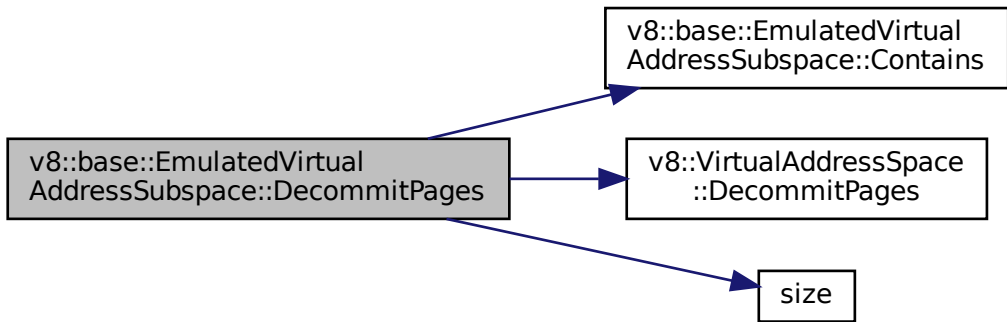 v8::base::EmulatedVirtual
AddressSubspace::Contains
v8::base::EmulatedVirtual
AddressSubspace::DecommitPages
v8::VirtualAddressSpace
::DecommitPages
size